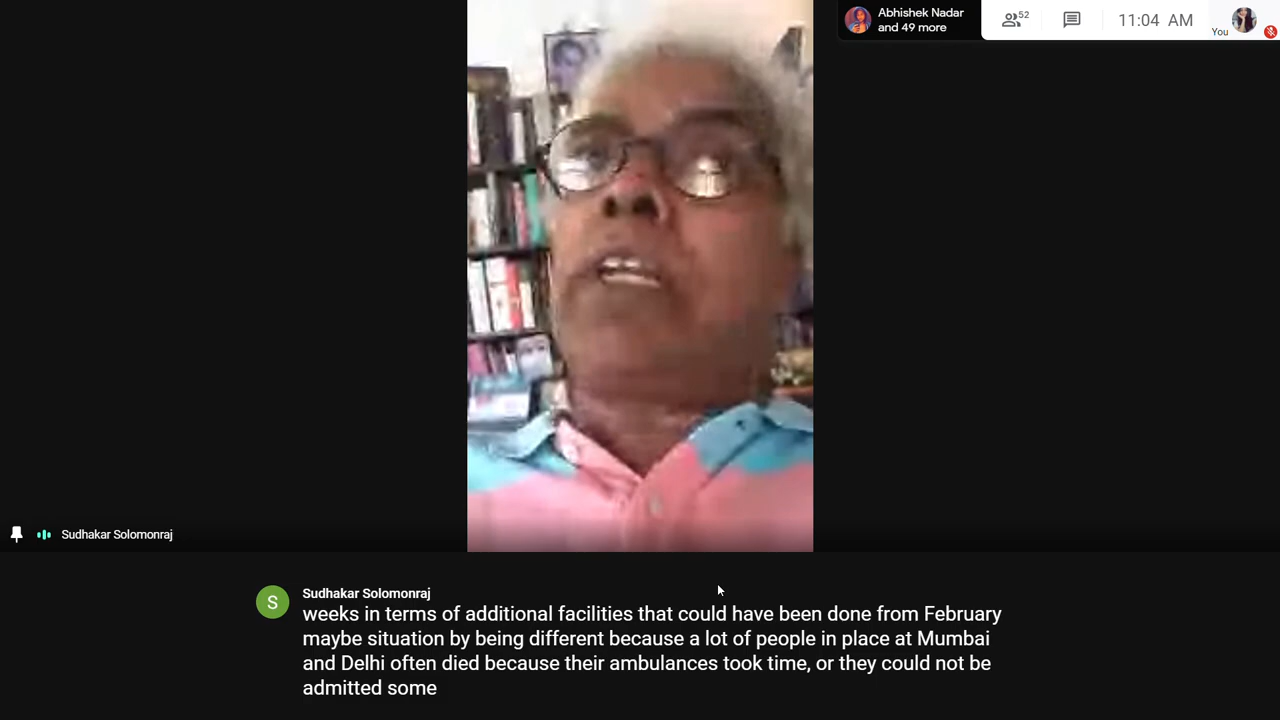 Abhishek Nadar
and 49 more
52
11:04 AM
You
Sudhakar Solomonraj
S
Sudhakar Solomonraj
weeks in terms of additional facilities that could have been done from February
maybe situation by being different because a lot of people in place at Mumbai
and Delhi often died because their ambulances took time, or they could not be
admitted some